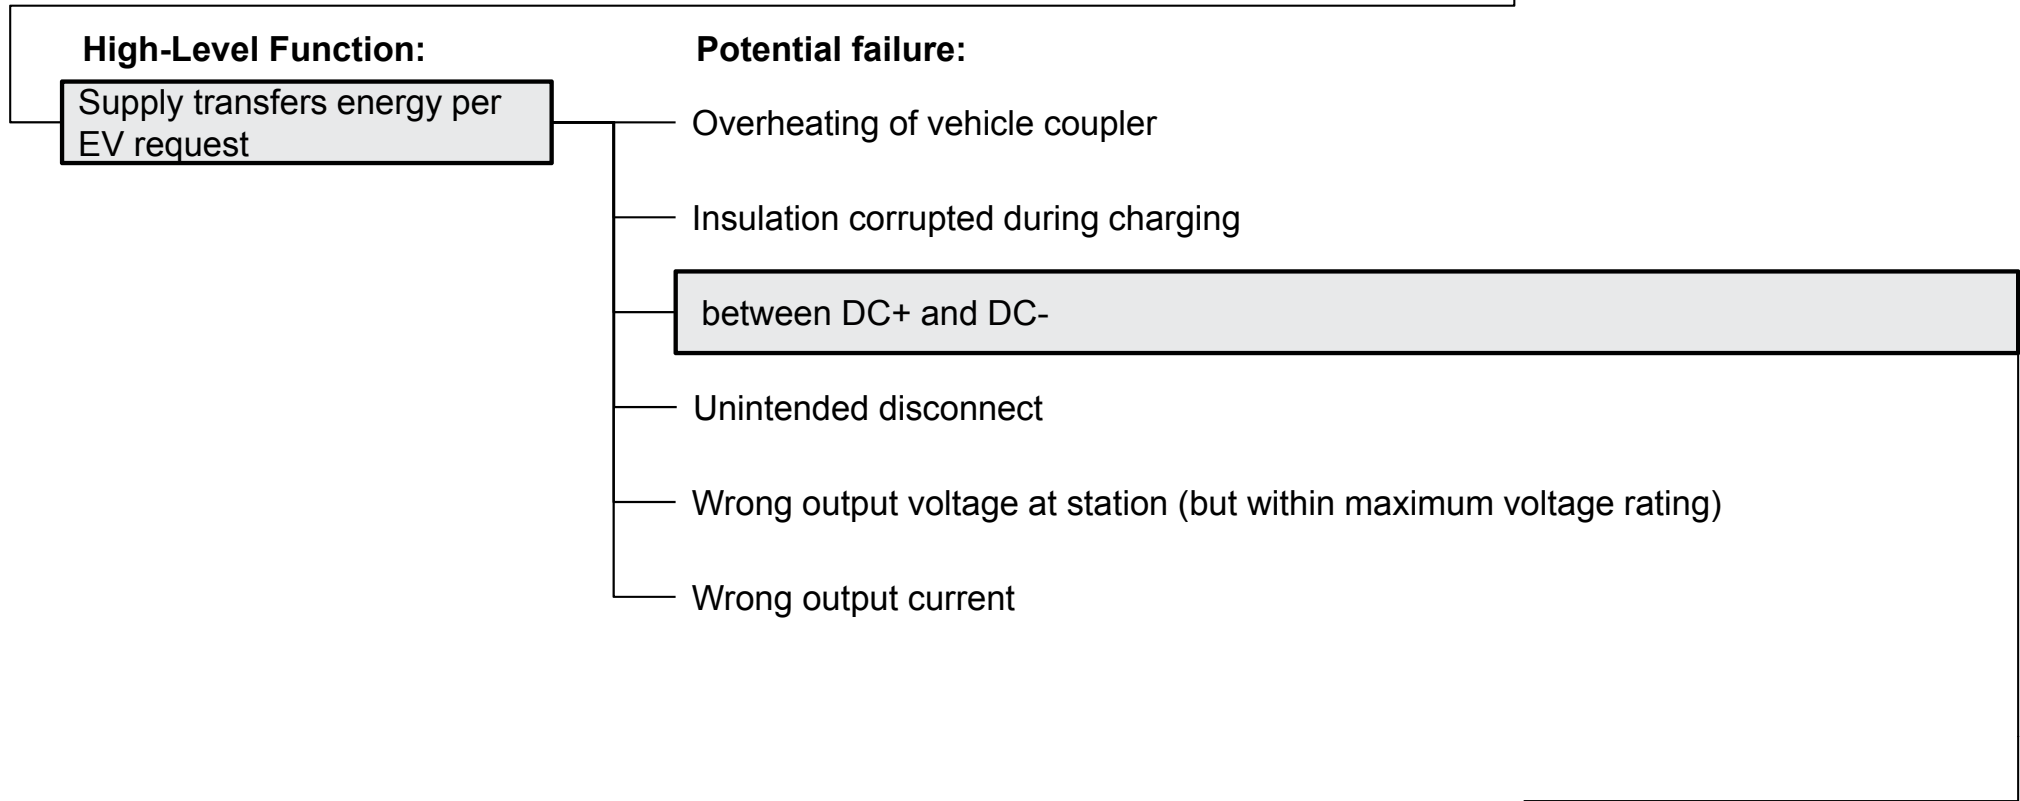 High-Level Function:
Potential failure:
Supply transfers energy per
EV request
Overheating of vehicle coupler
Insulation corrupted during charging
between DC+ and DC-
Unintended disconnect
Wrong output voltage at station (but within maximum voltage rating)
Wrong output current